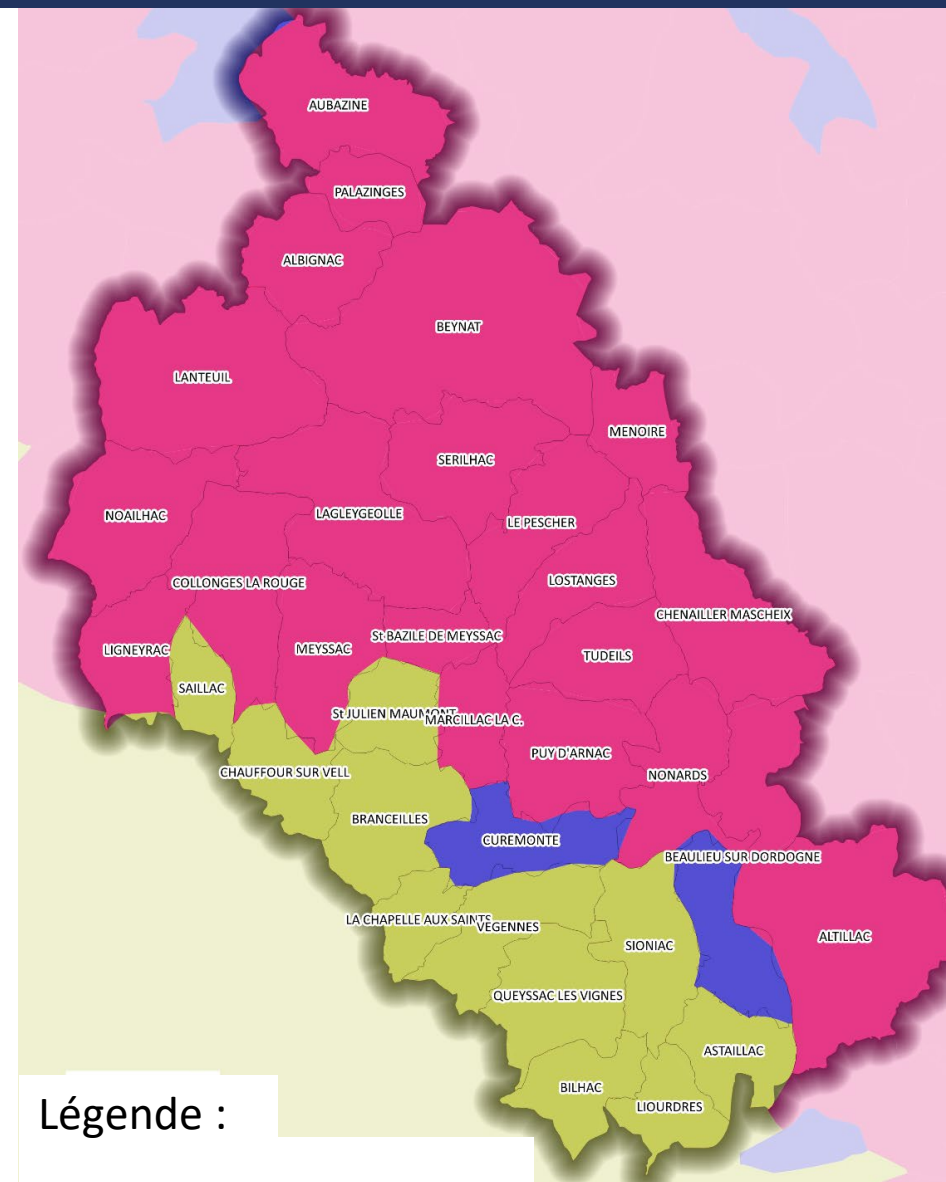 AUBAZINE
PALAZINGES
ALBIGNAC
BEYNAT
LANTEUIL
MENOIRE
SERILHAC
NOAILHAC
LAGLEYGEOLLE
LE PESCHER
COLLONGES LA ROUGE
LOSTANGES
CHENAILLER MASCHEIX
LIGNEYRAC
MEYSSAC
St BAZILE DE MEYSSAC
TUDEILS
SAILLAC
St JULIEN MAUMONT
MARCILLAC LA C.
PUY D'ARNAC
CHAUFFOUR SUR VELL
NONARDS
BRANCEILLES
CUREMONTE
BEAULIEU SUR DORDOGNE
LA CHAPELLE AUX SAINTS
VEGENNES
SIONIAC
ALTILLAC
QUEYSSAC LES VIGNES
ASTAILLAC
BILHAC
LIOURDRES
Légende :